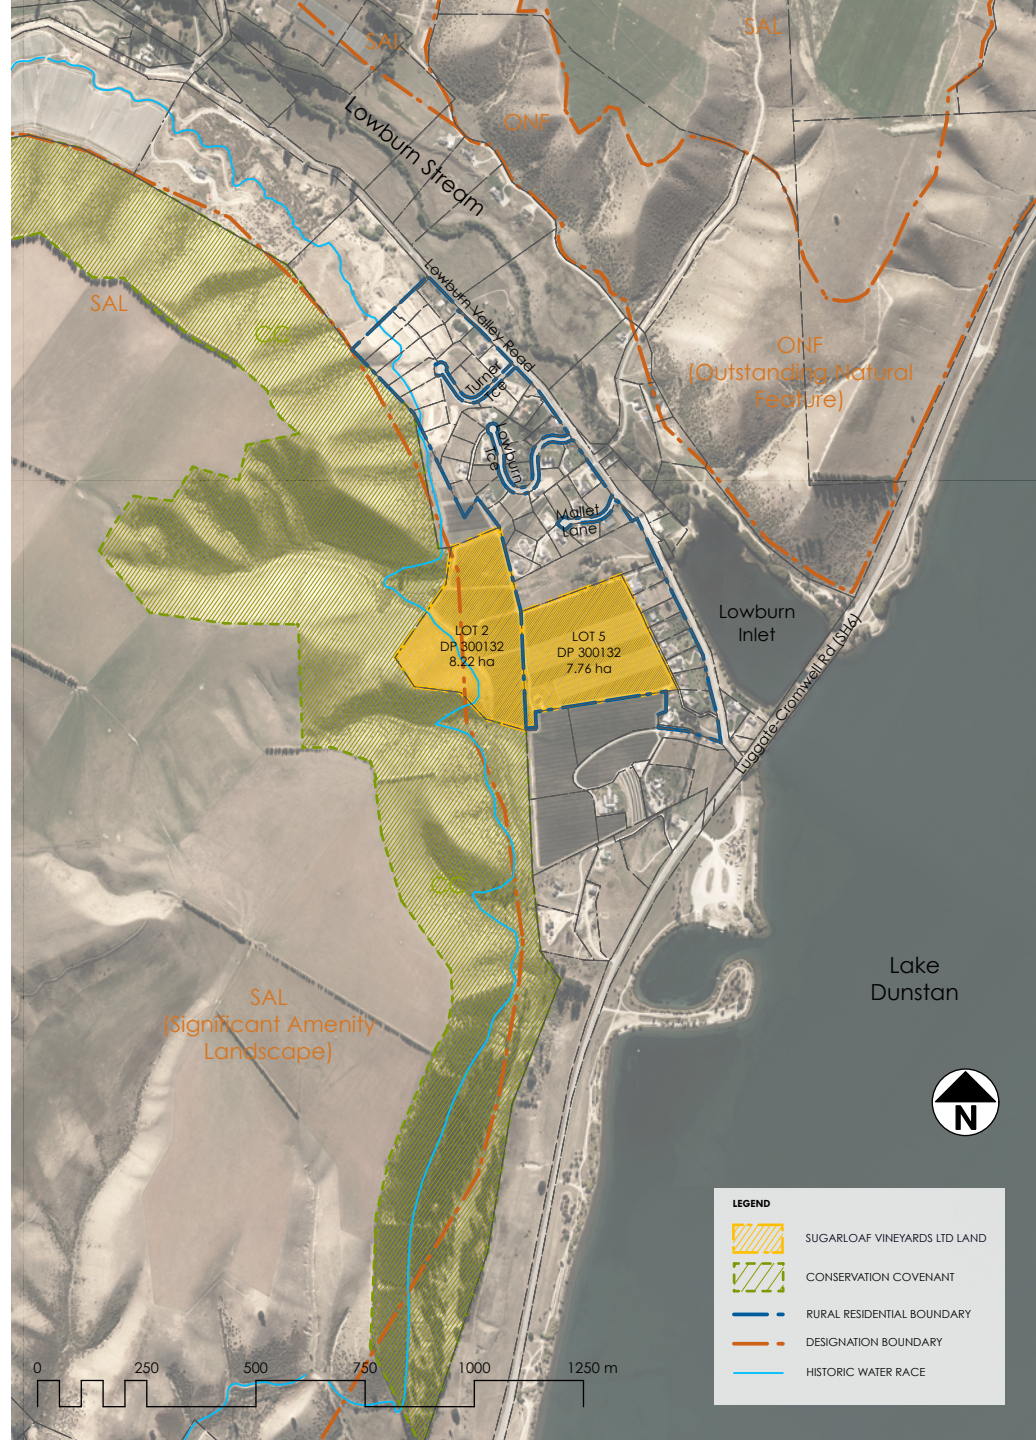 SAL
SAL
ONF
Lowburn Stream
Lowburn Valley Road
SAL
CC
ONF
(Outstanding Natural
Feature)
Turner
Tce
Lowburn
Tce
Mallet
Lane
Lowburn
Inlet
LOT 2
DP 300132
8.22 ha
LOT 5
DP 300132
7.76 ha
Luggate-Cromwell Rd (SH6)
CC
Lake
Dunstan
SAL
(Significant Amenity
Landscape)
N
LEGEND
SUGARLOAF VINEYARDS LTD LAND
CONSERVATION COVENANT
RURAL RESIDENTIAL BOUNDARY
DESIGNATION BOUNDARY
HISTORIC WATER RACE
0 250 500 750 1000 1250 m